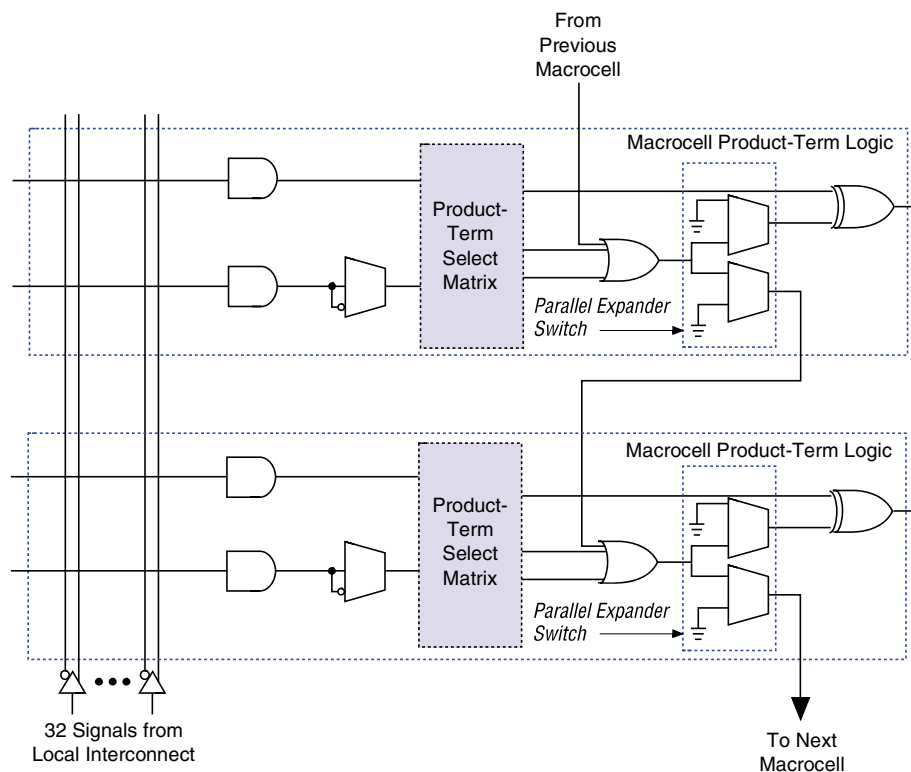 From
Previous
Macrocell
Macrocell Product-Term Logic
Product-
Term
Select
Matrix
Parallel Expander
Switch
Macrocell Product-Term Logic
Product-
Term
Select
Matrix
Parallel Expander
Switch
32 Signals from
Local Interconnect
To Next
Macrocell